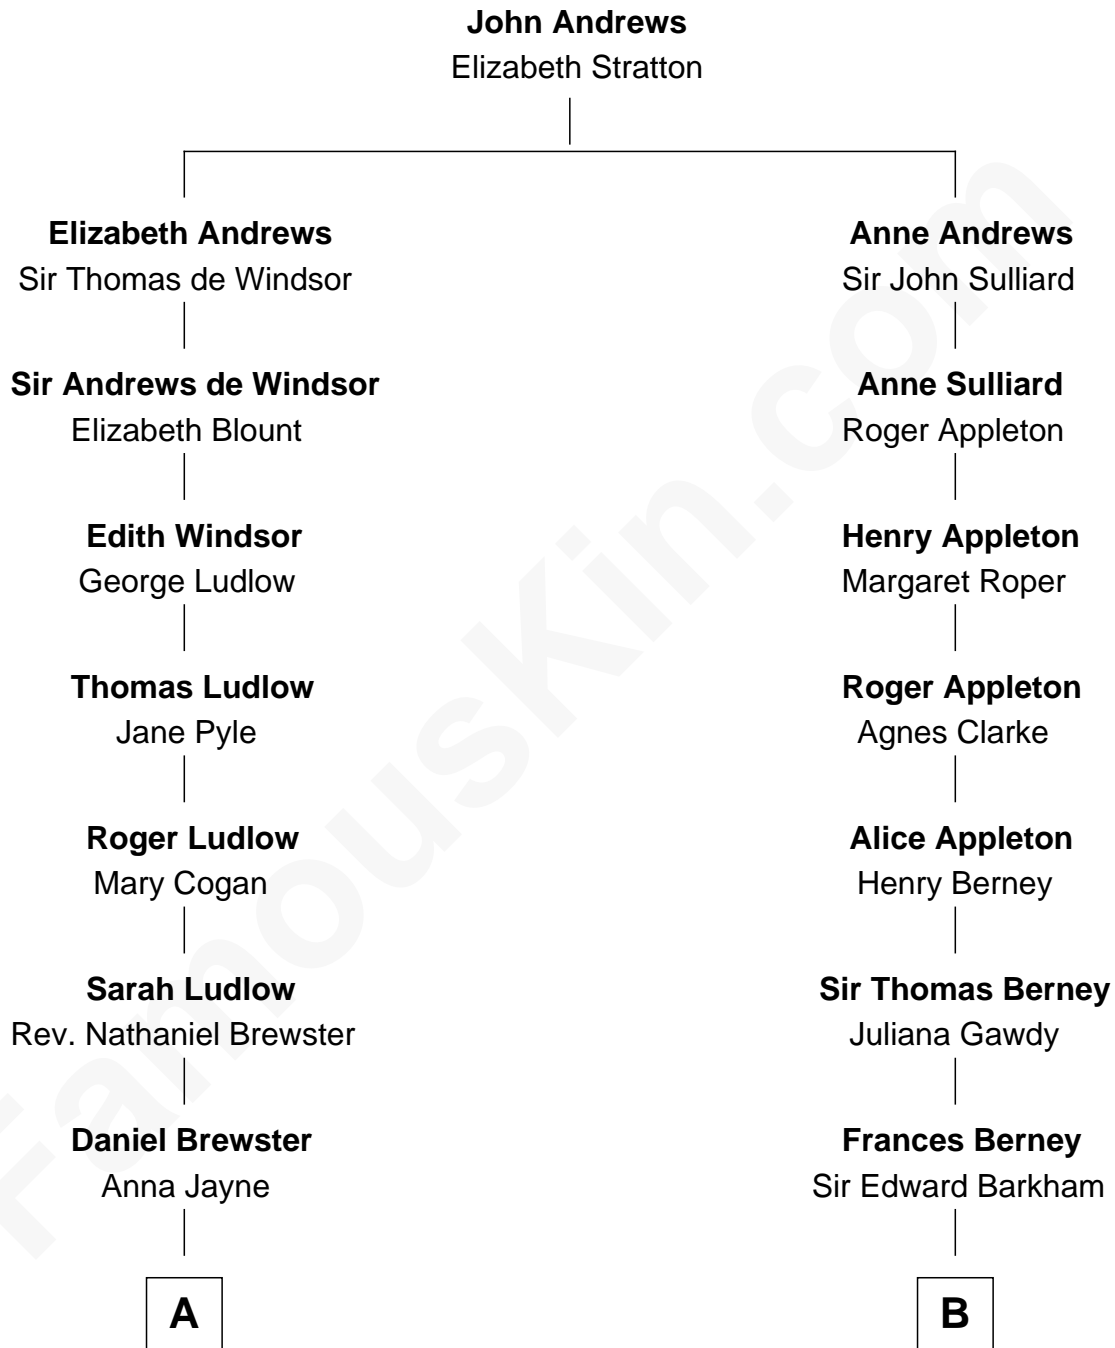 John Andrews
Elizabeth Stratton
Elizabeth Andrews
Sir Thomas de Windsor
Anne Andrews
Sir John Sulliard
Sir Andrews de Windsor
Elizabeth Blount
Anne Sulliard
Roger Appleton
Edith Windsor
George Ludlow
Henry Appleton
Margaret Roper
Thomas Ludlow
Jane Pyle
Roger Appleton
Agnes Clarke
Roger Ludlow
Mary Cogan
Alice Appleton
Henry Berney
Sarah Ludlow
Rev. Nathaniel Brewster
Sir Thomas Berney
Juliana Gawdy
Daniel Brewster
Anna Jayne
Frances Berney
Sir Edward Barkham
A
B
FamousKin.com